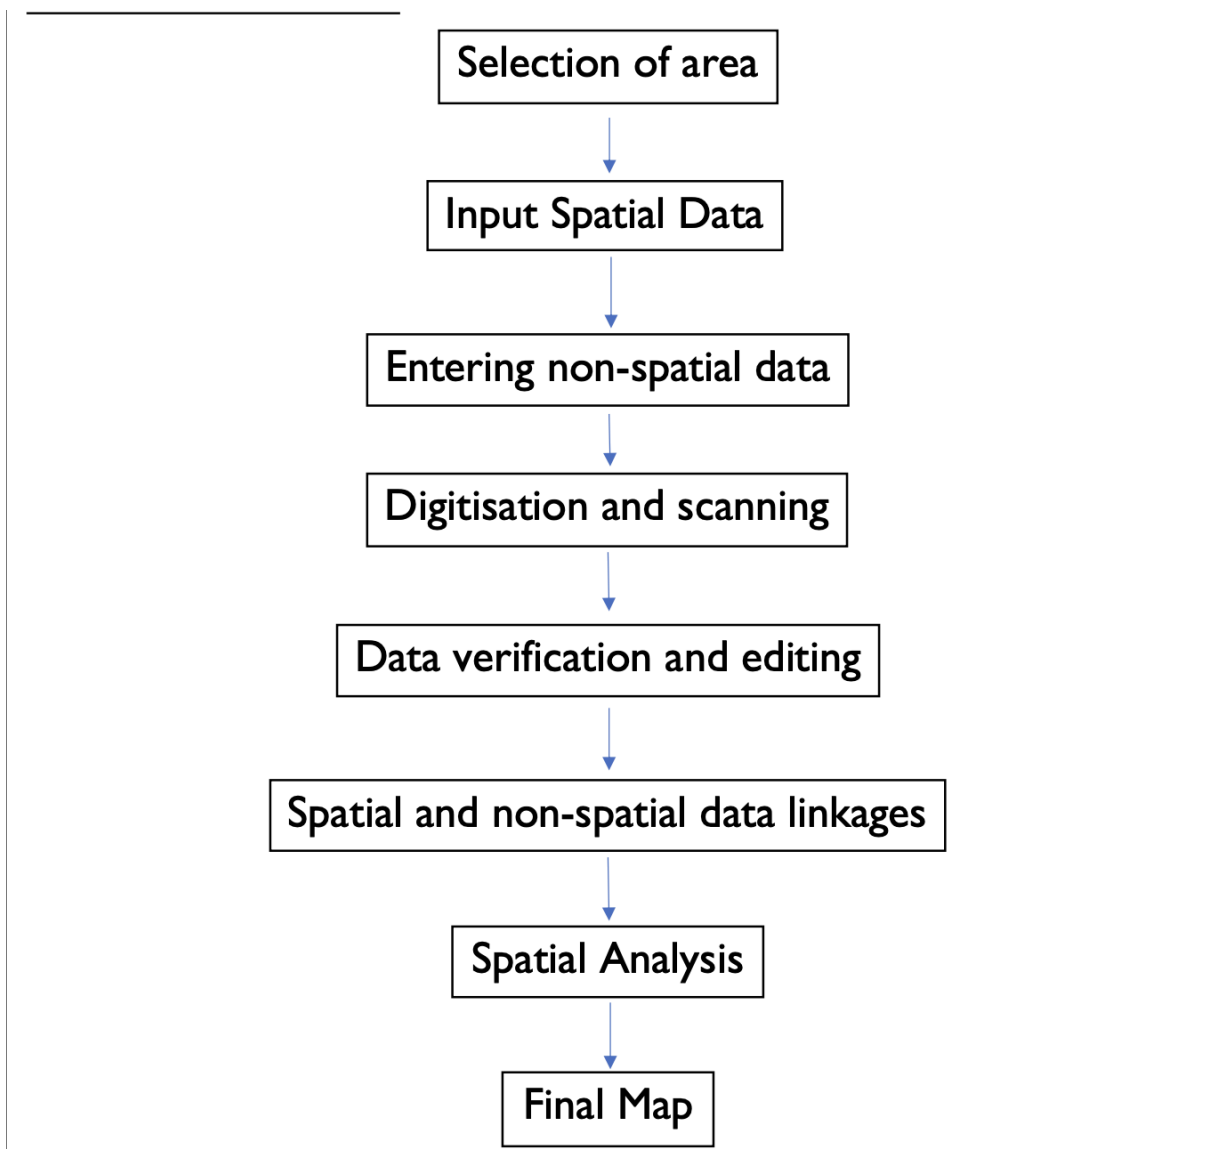 Selection of area
Input Spatial Data
Entering non-spatial data
Digitisation and scanning
Data verification and editing
Spatial and non-spatial data linkages
Spatial Analysis
Final Map